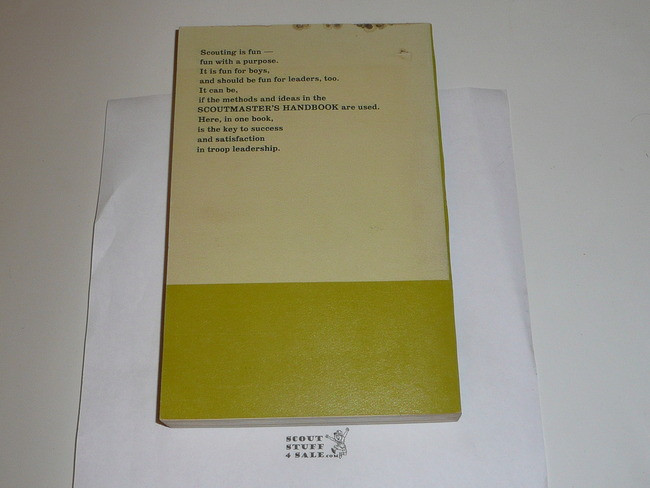 Scouting is fun —
fun with a purpose.
It is fun for boys,
and should be fun for leaders, too.
It can be,
if the methods and ideas in the
SCOUTMASTER'S HANDBOOK are used.
Here, in one book,
is the key to success
and satisfaction
in troop leadership.
SCOUT
STUFF
4 SALE.com